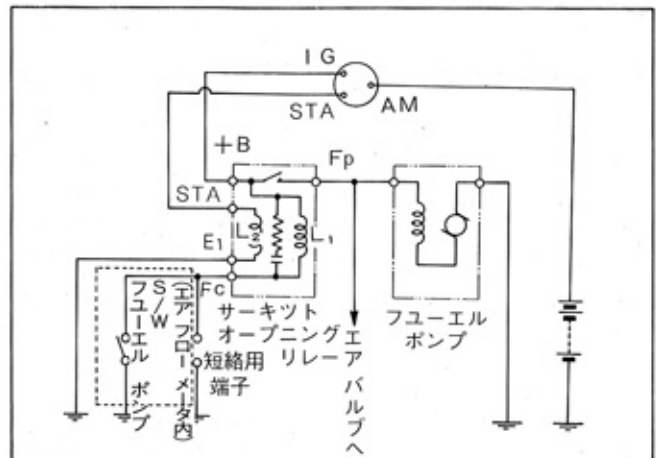 IG
STA
AM
+B
Fp
STA
L2
L1
E1
Fc
サーキット
オープニング
リレー
フユーエル
ポンプ
短絡用
端子
エアバルブへ
(エアフローメータ内)
S/W
フユーエル ポンプ